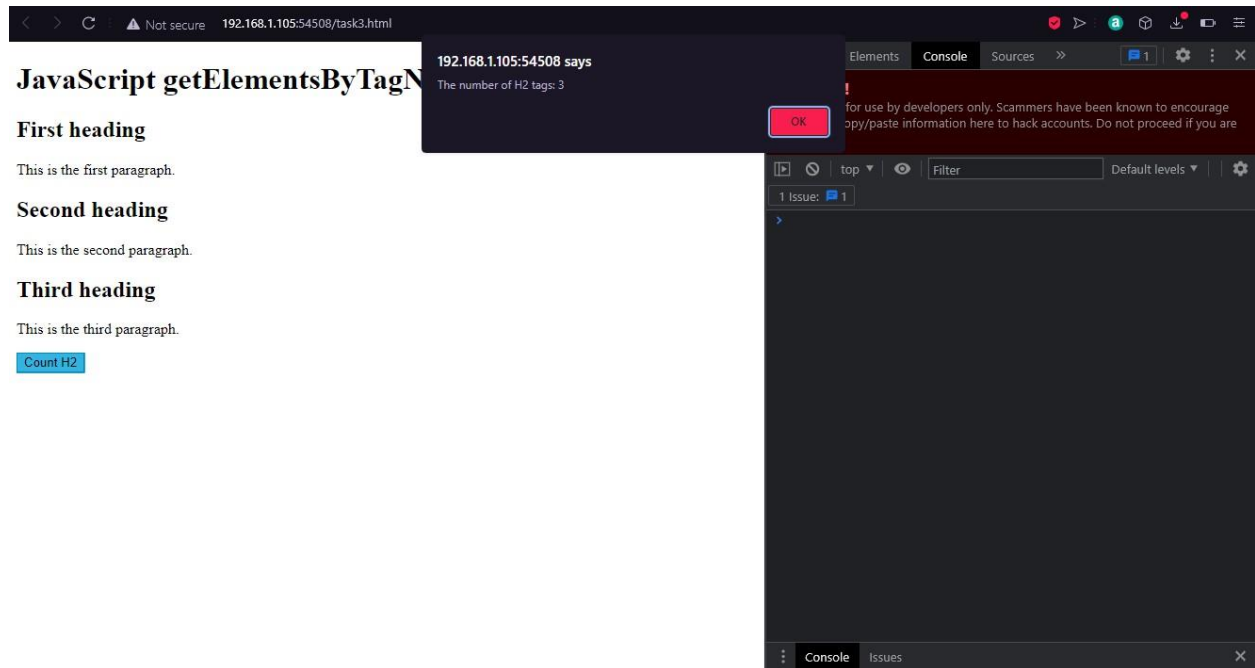 Not secure 192.168.1.105:54508/task3.html
JavaScript getElementsByTagN
First heading
This is the first paragraph.
Second heading
This is the second paragraph.
Third heading
This is the third paragraph.
Count H2
192.168.1.105:54508 says
The number of H2 tags: 3
OK
Elements Console Sources » 1
!
for use by developers only. Scammers have been known to encourage
copy/paste information here to hack accounts. Do not proceed if you are
top Filter Default levels
1 Issue: 1
>
Console Issues